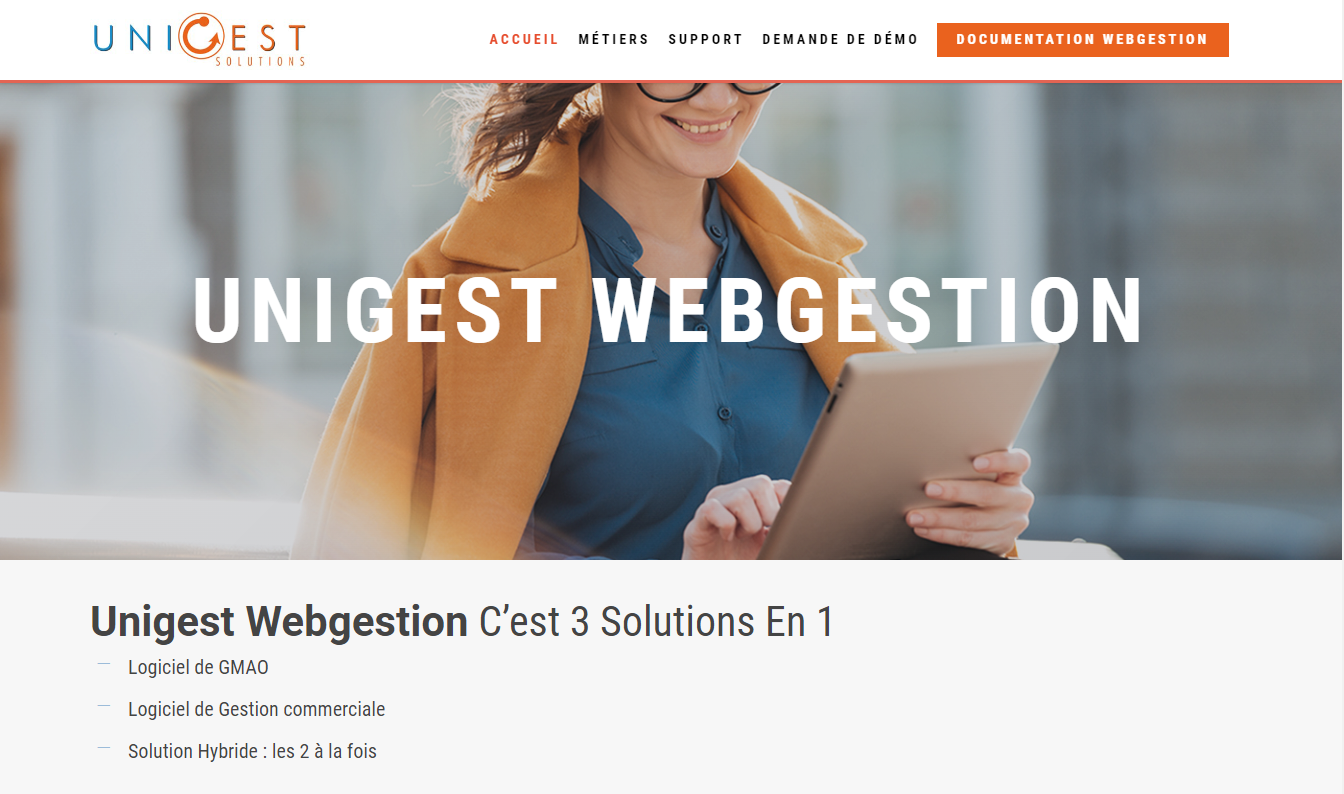 UNIGEST
SOLUTIONS
ACCUEIL MÉTIERS SUPPORT DEMANDE DE DÉMO DOCUMENTATION WEBGESTION
UNIGEST WEBGESTION
Unigest Webgestion C’est 3 Solutions En 1
Logiciel de GMAO
Logiciel de Gestion commerciale
Solution Hybride : les 2 à la fois